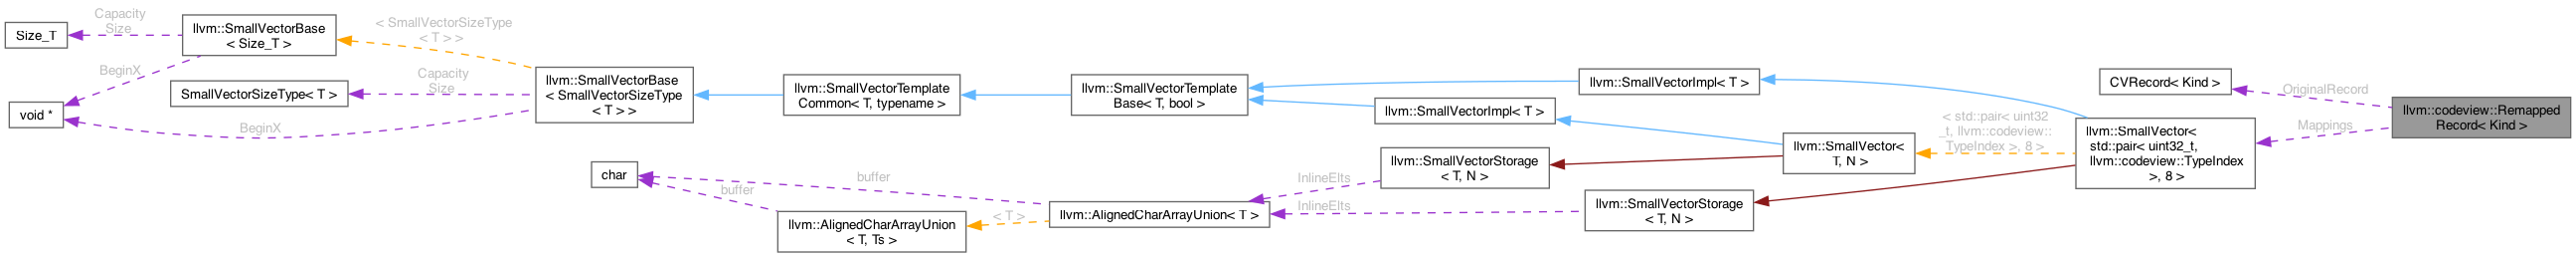 Size_T
Capacity
Size
llvm::SmallVectorBase
< Size_T >
< SmallVectorSizeType
< T > >
BeginX
SmallVectorSizeType< T >
void *
Capacity
Size
BeginX
llvm::SmallVectorBase
< SmallVectorSizeType
< T > >
llvm::SmallVectorTemplate
Common< T, typename >
llvm::SmallVectorTemplate
Base< T, bool >
llvm::SmallVectorImpl< T >
llvm::SmallVectorImpl< T >
char
buffer
buffer
llvm::AlignedCharArrayUnion
< T, Ts >
< T >
llvm::AlignedCharArrayUnion< T >
InlineElts
InlineElts
llvm::SmallVectorStorage
< T, N >
llvm::SmallVectorStorage
< T, N >
llvm::SmallVector<
T, N >
< std::pair< uint32
_t, llvm::codeview::
TypeIndex >, 8 >
CVRecord< Kind >
llvm::SmallVector<
std::pair< uint32_t,
llvm::codeview::TypeIndex
>, 8 >
OriginalRecord
Mappings
llvm::codeview::Remapped
Record< Kind >